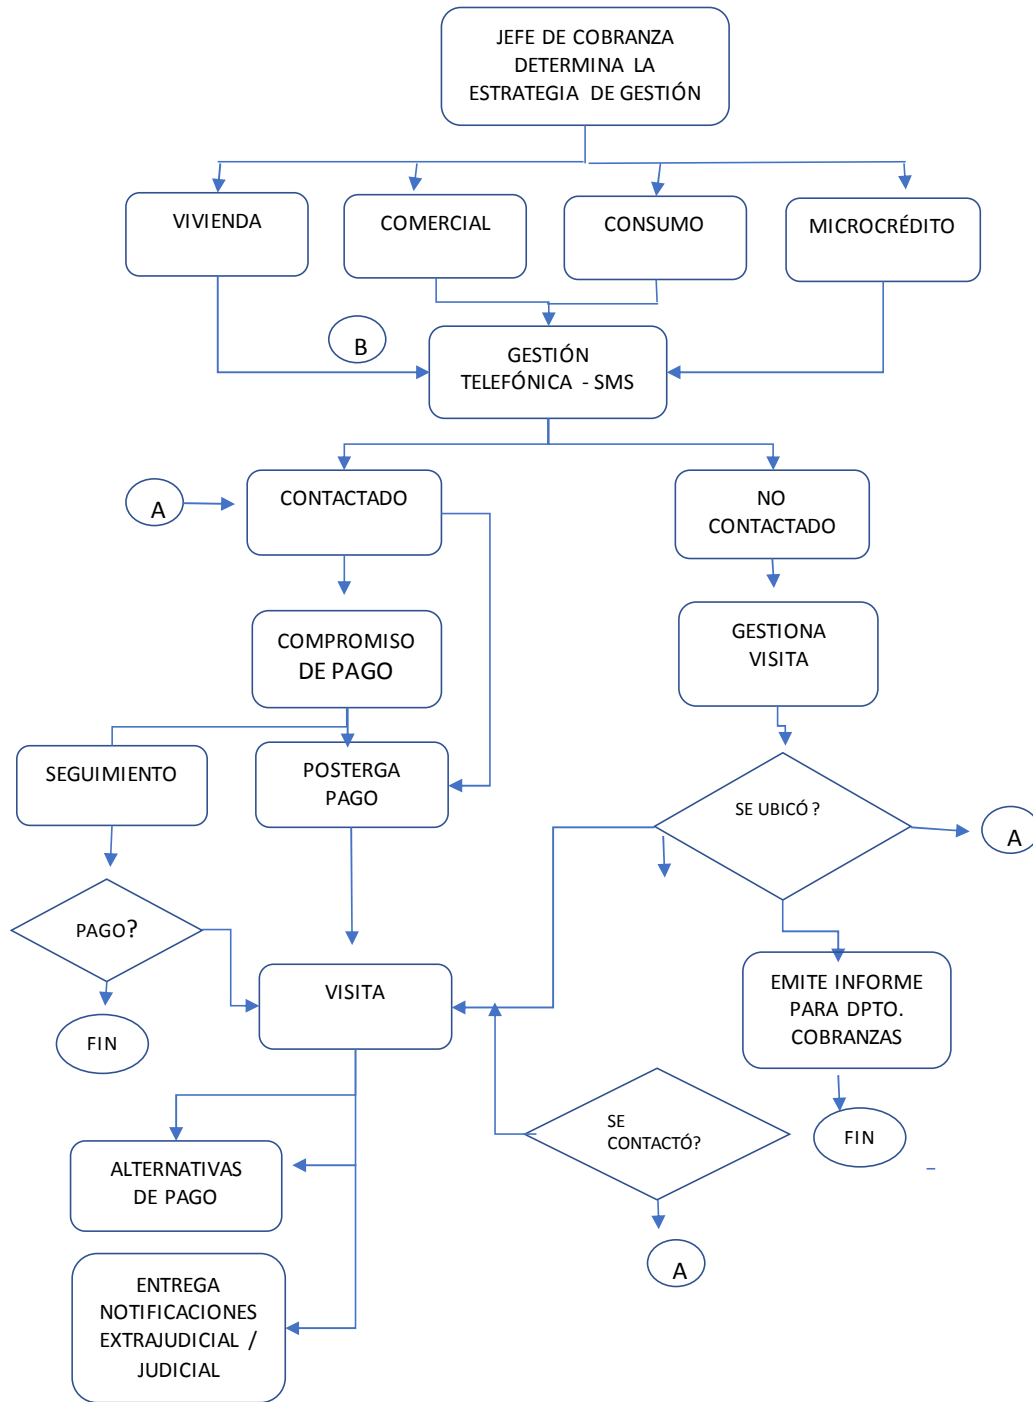 JEFE DE COBRANZA
DETERMINA LA
ESTRATEGIA DE GESTIÓN
VIVIENDA
COMERCIAL
CONSUMO
MICROCRÉDITO
B
GESTIÓN
TELEFÓNICA - SMS
A
CONTACTADO
NO
CONTACTADO
COMPROMISO
DE PAGO
GESTIONA
VISITA
SEGUIMIENTO
POSTERGA
PAGO
SE UBICÓ ?
A
PAGO?
VISITA
EMITE INFORME
PARA DPTO.
COBRANZAS
FIN
SE
CONTACTÓ?
FIN
ALTERNATIVAS
DE PAGO
A
ENTREGA
NOTIFICACIONES
EXTRAJUDICIAL /
JUDICIAL